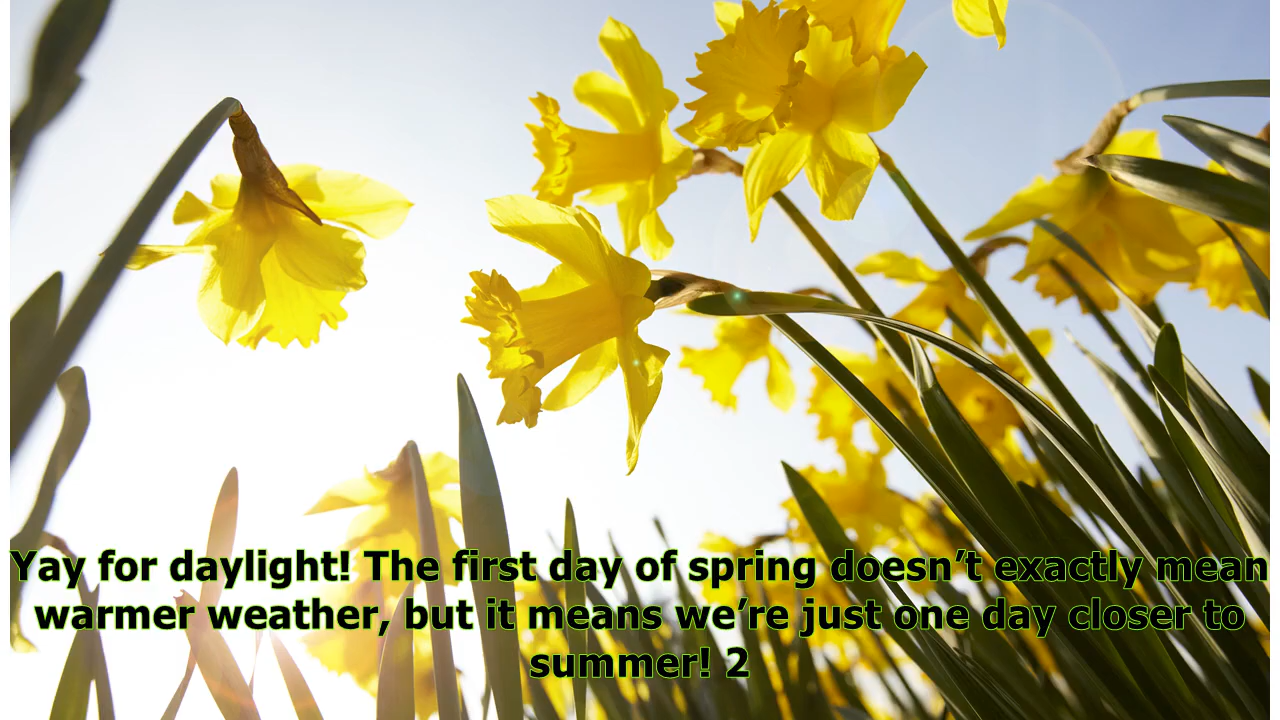 Yay for daylight! The first day of spring doesn’t exactly mean
warmer weather, but it means we’re just one day closer to
summer! 2